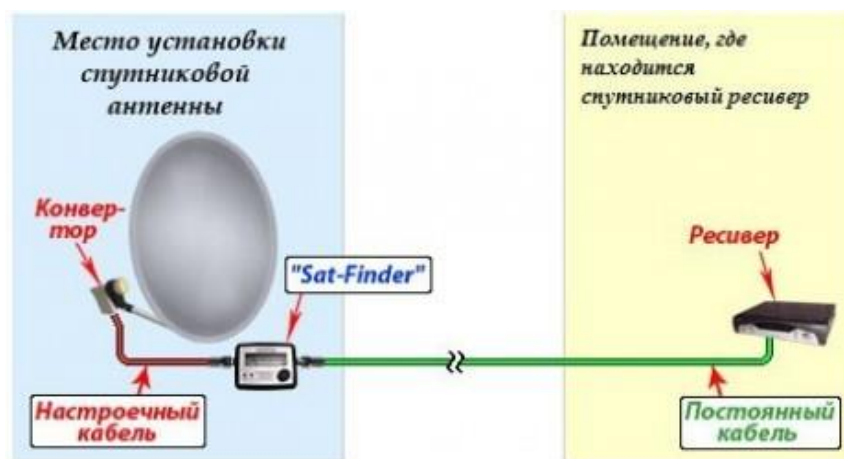 Место установки
спутниковой
антенны
Помещение, где
находится
спутниковый ресивер
Конвер-
тор
"Sat-Finder"
Ресивер
Настроечный
кабель
Постоянный
кабель